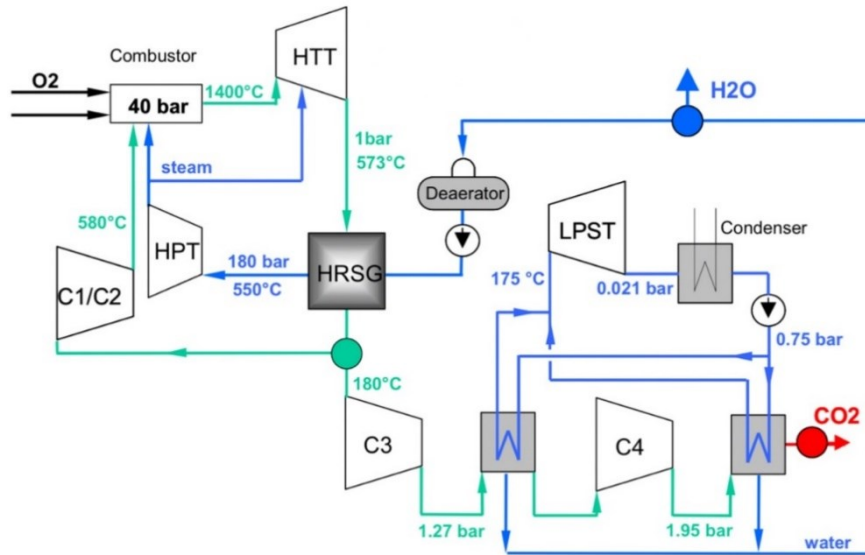 Combustor
HTT
O2
40 bar
1400°C
H2O
1bar
573°C
steam
Deaerator
580°C
HPT
LPST
Condenser
180 bar
550°C
HRSG
175 °C
C1/C2
0.021 bar
0.75 bar
180°C
CO2
C3
C4
1.27 bar
1.95 bar
water